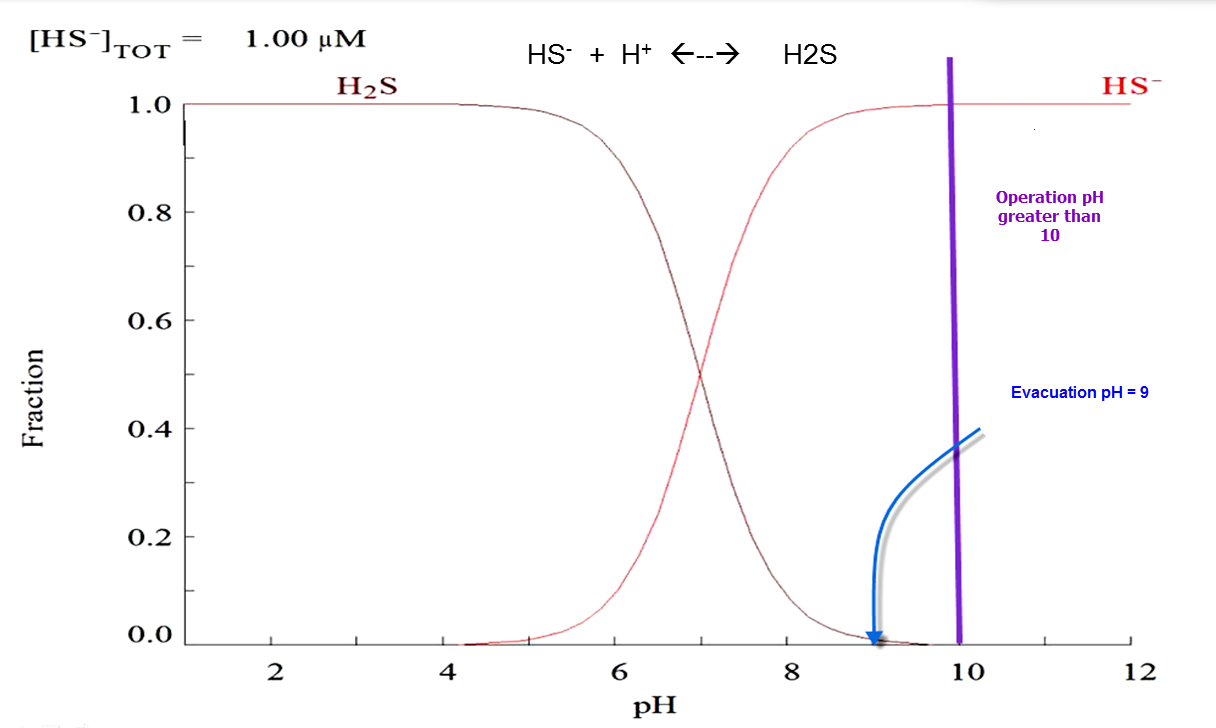 [HS⁻]TOT = 1.00 µM
HS- + H+ ←--→ H2S
H₂S
HS⁻
1.0
0.8
0.6
0.4
0.2
0.0
Fraction
Operation pH
greater than
10
Evacuation pH = 9
2 4 6 8 10 12
pH